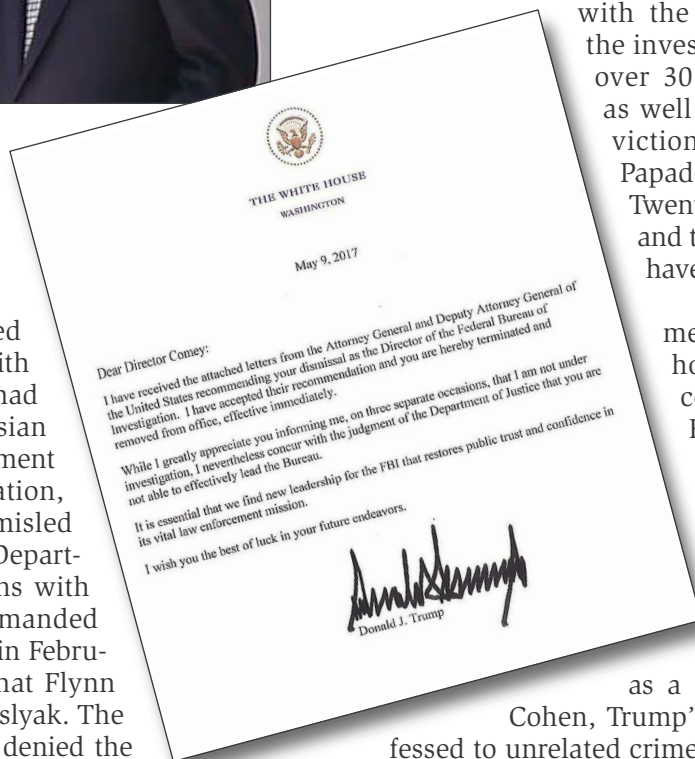 ed
ith
had
sian
ment
ation,
misled
Depart-
ns with
manded
in Febru-
hat Flynn
slyak. The
denied the
THE WHITE HOUSE
WASHINGTON
May 9, 2017
Dear Director Comey:
I have received the attached letters from the Attorney General and Deputy Attorney General of
the United States recommending your dismissal as the Director of the Federal Bureau of
Investigation. I have accepted their recommendation and you are hereby terminated and
removed from office, effective immediately.
While I greatly appreciate you informing me, on three separate occasions, that I am not under
investigation, I nevertheless concur with the judgment of the Department of Justice that you are
not able to effectively lead the Bureau.
It is essential that we find new leadership for the FBI that restores public trust and confidence in
its vital law enforcement mission.
I wish you the best of luck in your future endeavors.
Donald J. Trump
with the
the inves
over 30
as well
viction
Papad
Twent
and t
have
me
ho
c
as a
Cohen, Trump'
fessed to unrelated crime